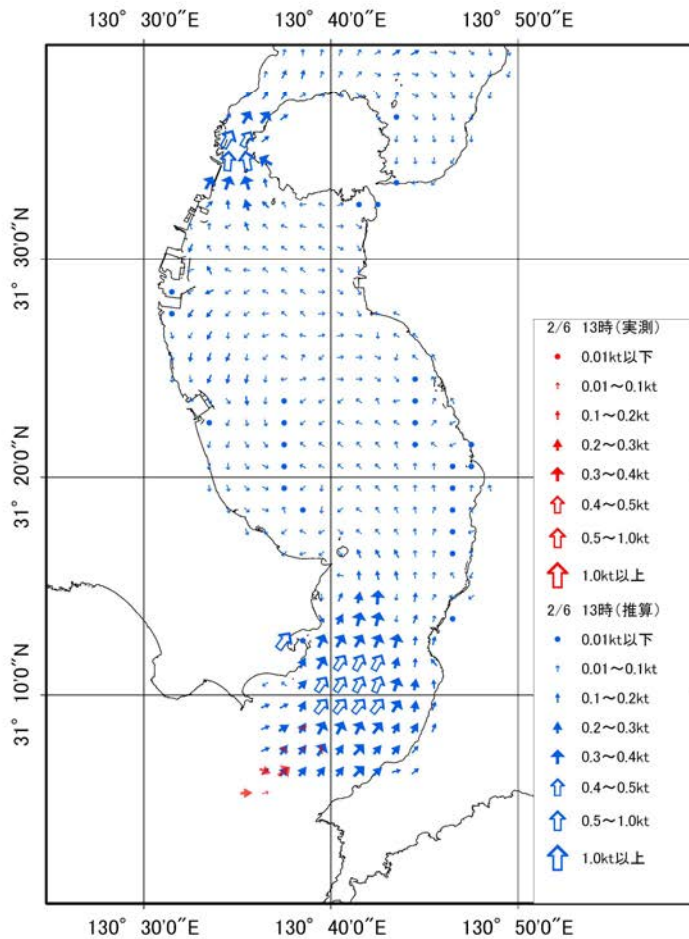 130° 30′0″E 130° 40′0″E 130° 50′0″E
31° 30′0″N
31° 20′0″N
31° 10′0″N
2/6 13時(実測)
0.01kt以下
0.01～0.1kt
0.1～0.2kt
0.2～0.3kt
0.3～0.4kt
0.4～0.5kt
0.5～1.0kt
1.0kt以上
2/6 13時(推算)
0.01kt以下
0.01～0.1kt
0.1～0.2kt
0.2～0.3kt
0.3～0.4kt
0.4～0.5kt
0.5～1.0kt
1.0kt以上
130° 30′0″E 130° 40′0″E 130° 50′0″E